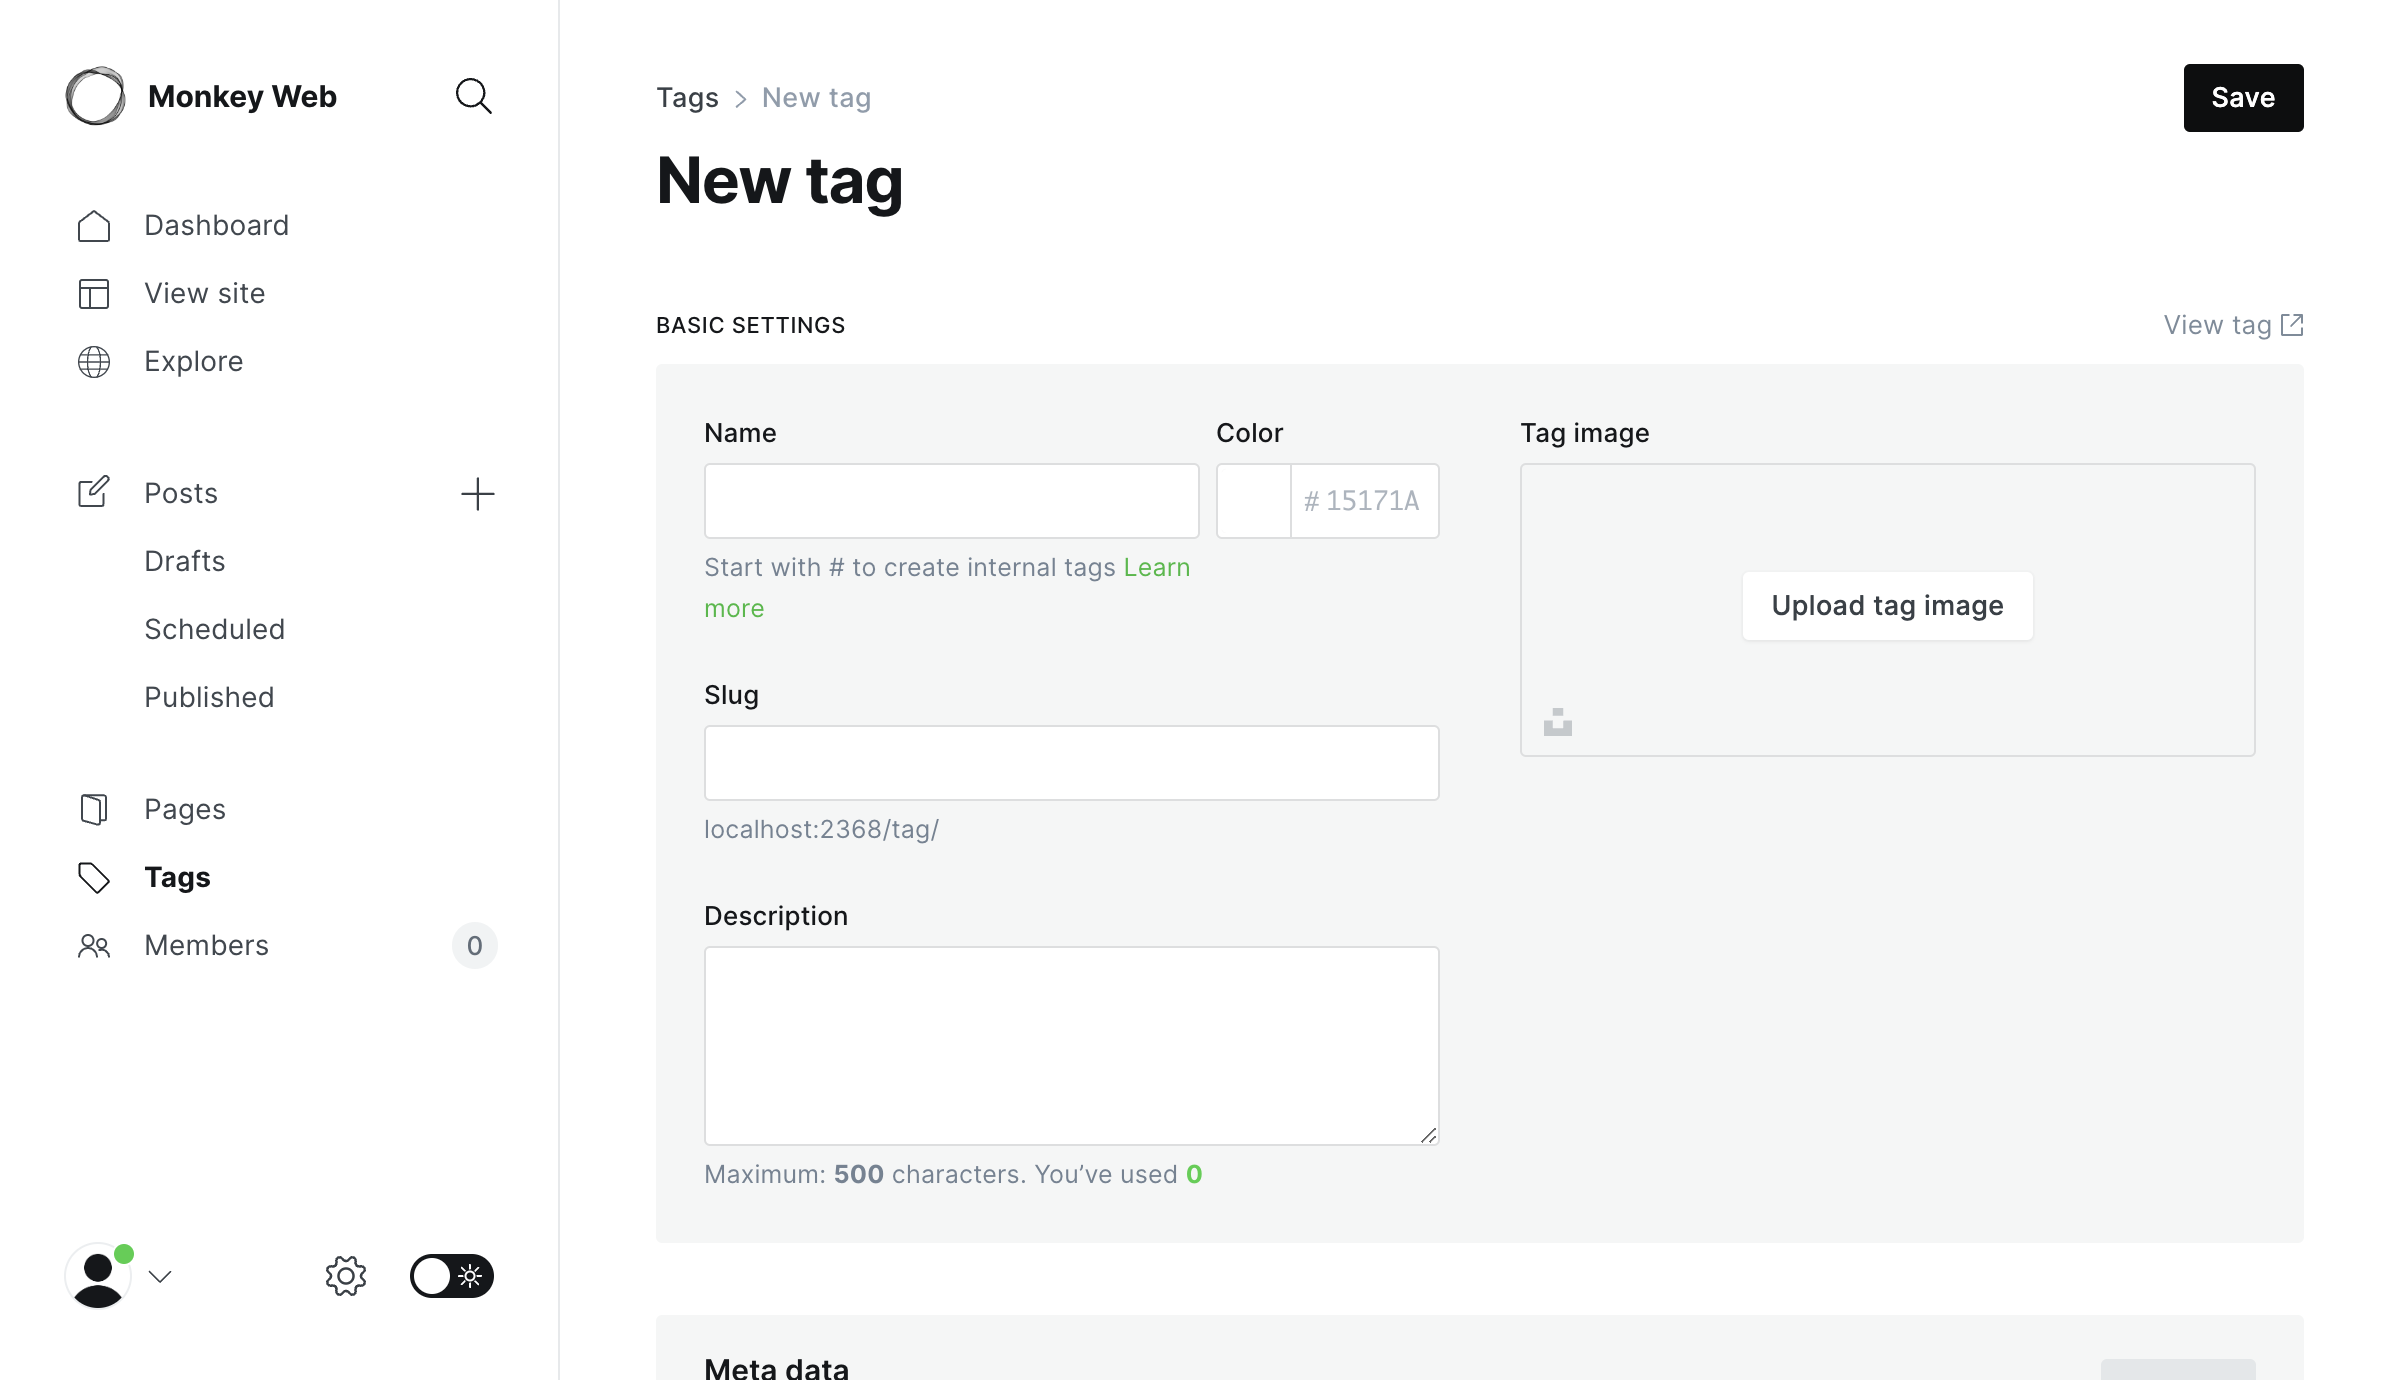 Monkey Web
Dashboard
View site
Explore
Posts
Drafts
Scheduled
Published
Pages
Tags
Members
0
Tags > New tag
Save
New tag
BASIC SETTINGS
View tag
Name
Color
# 15171A
Start with # to create internal tags Learn
more
Slug
localhost:2368/tag/
Description
Maximum: 500 characters. You’ve used 0
Tag image
Upload tag image
Meta data